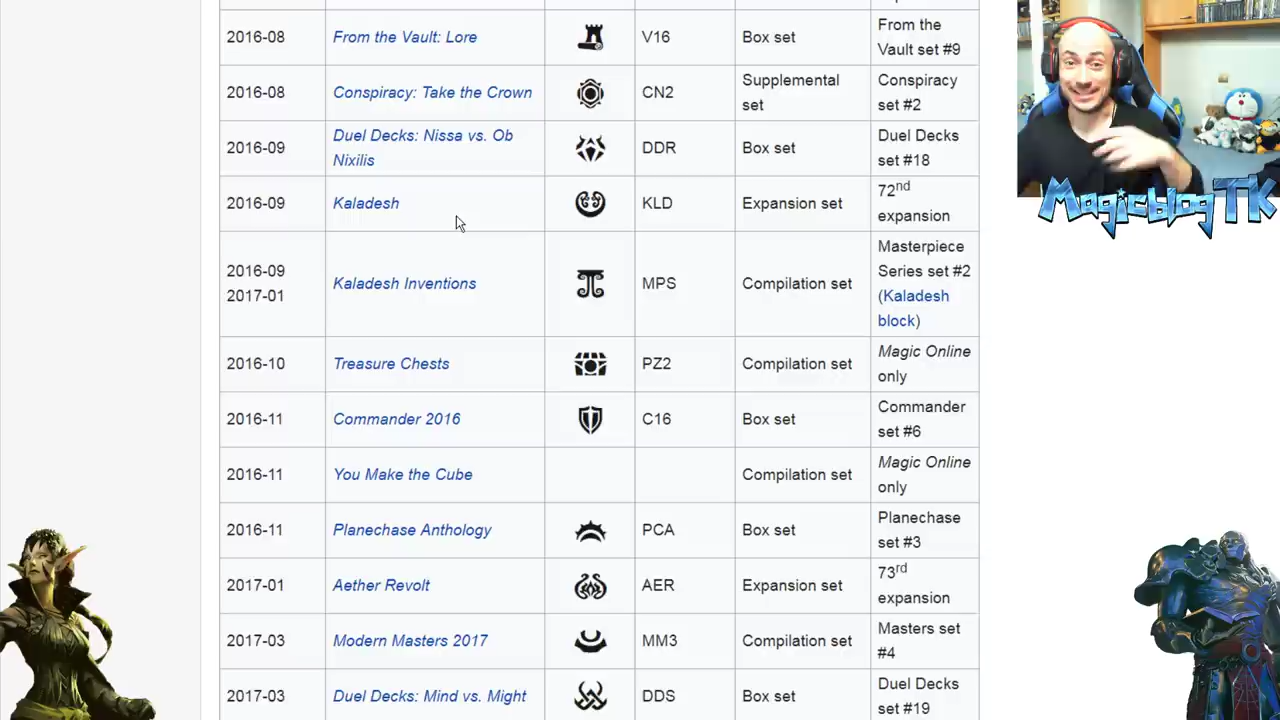 2016-08 From the Vault: Lore V16 Box set From the
Vault set #9
2016-08 Conspiracy: Take the Crown CN2 Supplemental
set Conspiracy
set #2
2016-09 Duel Decks: Nissa vs. Ob
Nixilis DDR Box set Duel Decks
set #18
2016-09 Kaladesh KLD Expansion set 72nd
expansion
2016-09
2017-01 Kaladesh Inventions MPS Compilation set Masterpiece
Series set #2
(Kaladesh
block)
2016-10 Treasure Chests PZ2 Compilation set Magic Online
only
2016-11 Commander 2016 C16 Box set Commander
set #6
2016-11 You Make the Cube Compilation set Magic Online
only
2016-11 Planechase Anthology PCA Box set Planechase
set #3
2017-01 Aether Revolt AER Expansion set 73rd
expansion
2017-03 Modern Masters 2017 MM3 Compilation set Masters set
#4
2017-03 Duel Decks: Mind vs. Might DDS Box set Duel Decks
set #19
MagicblogTK